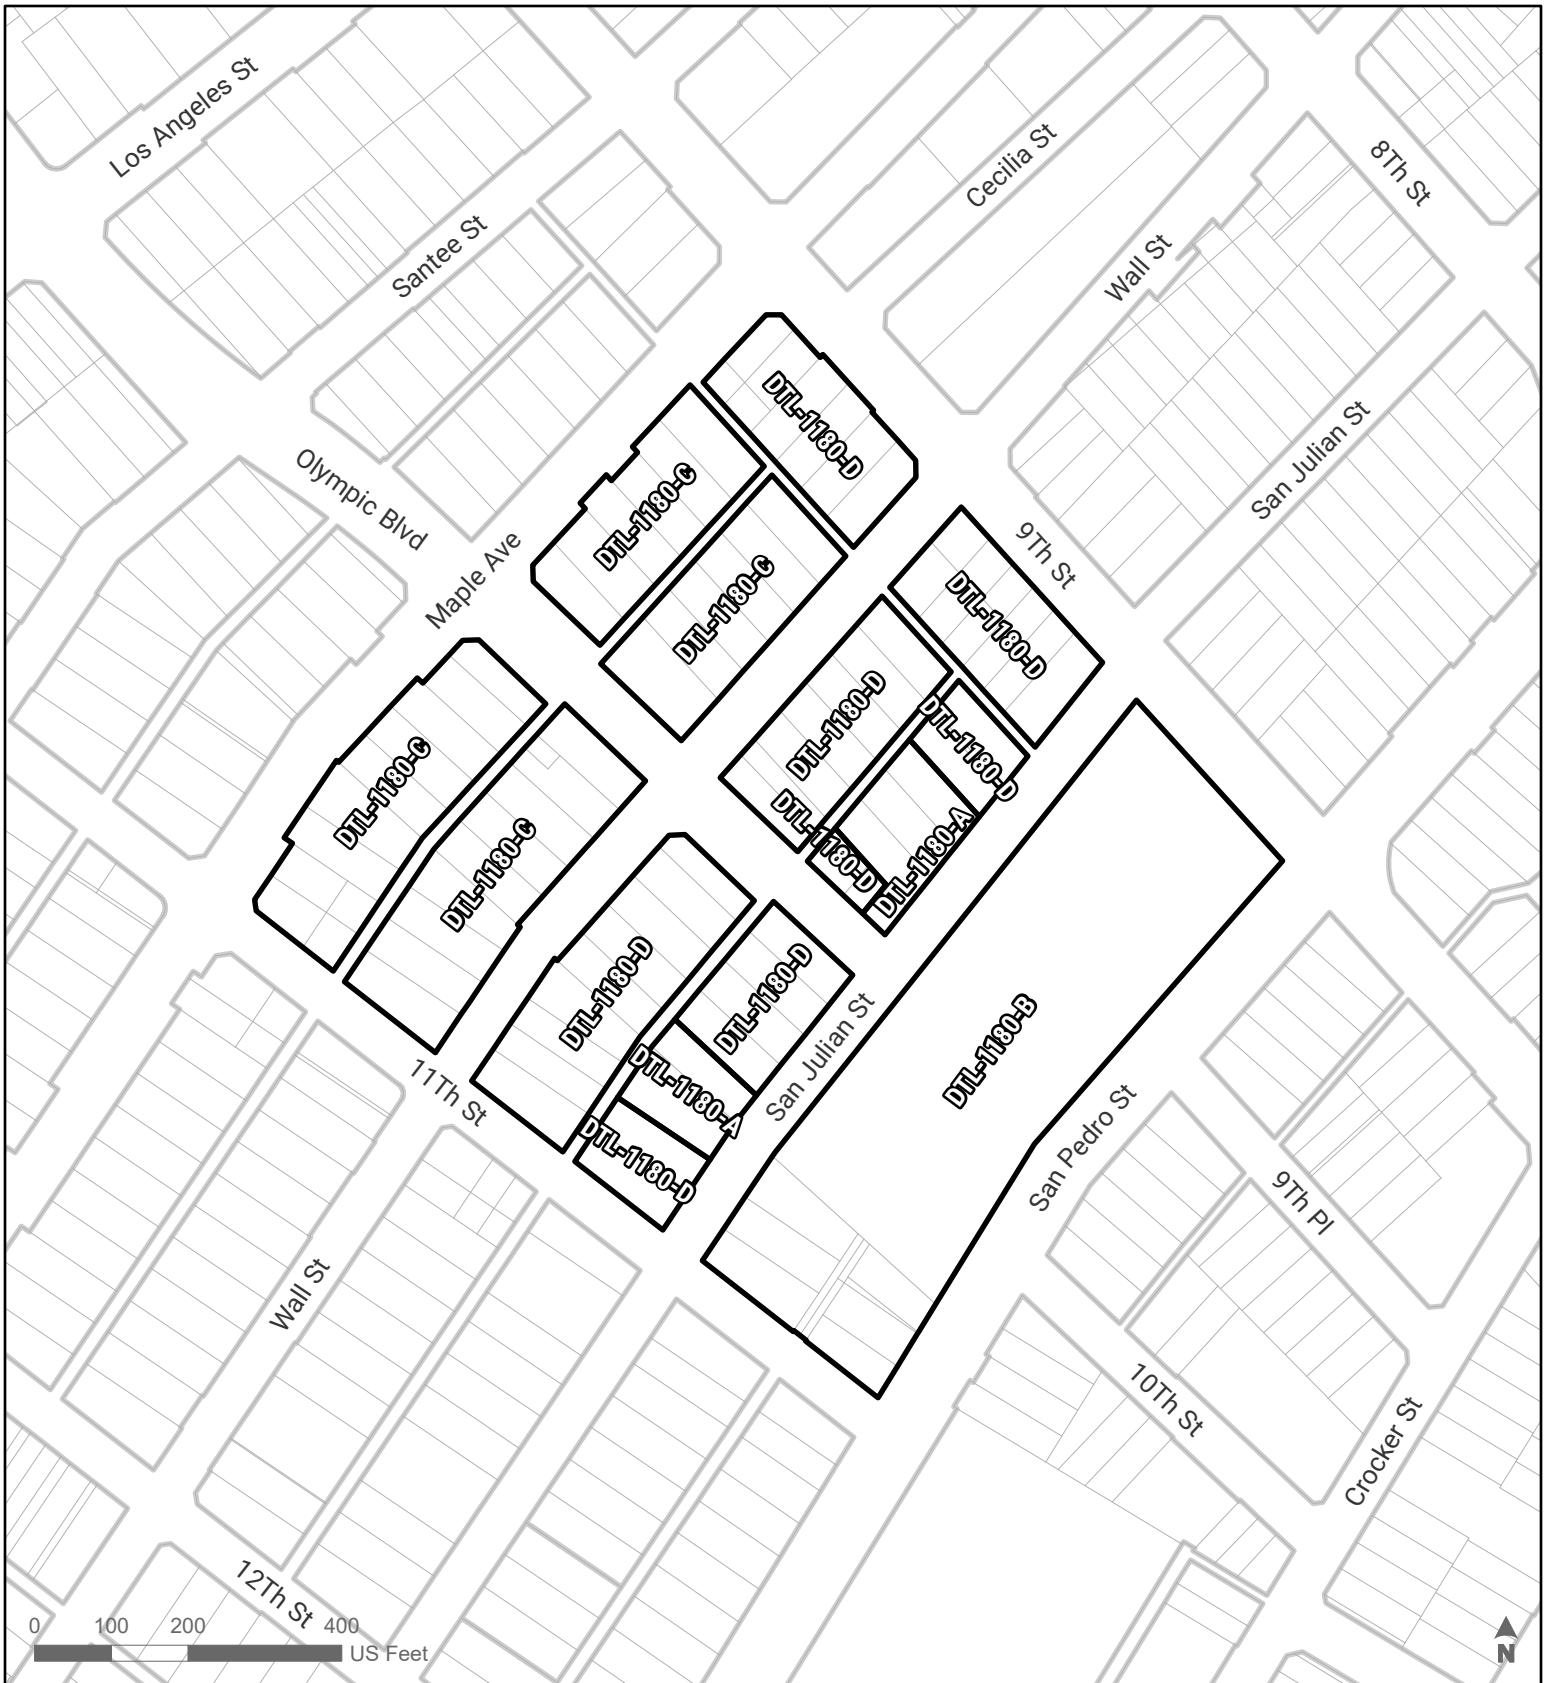 Los Angeles St
Cecilia St
8Th St
Santee St
Wall St
DTL-1180-D
San Julian St
Olympic Blvd
DTL-1180-C
9Th St
Maple Ave
DTL-1180-C
DTL-1180-D
DTL-1180-D
DTL-1180-D
DTL-1180-C
DTL-1180-D
DTL-1180-A
DTL-1180-C
DTL-1180-D
DTL-1180-D
San Julian St
DTL-1180-B
11Th St
DTL-1180-A
San Pedro St
DTL-1180-D
9Th Pl
Wall St
10Th St
Crocker St
12Th St
0 100 200 400
US Feet
N